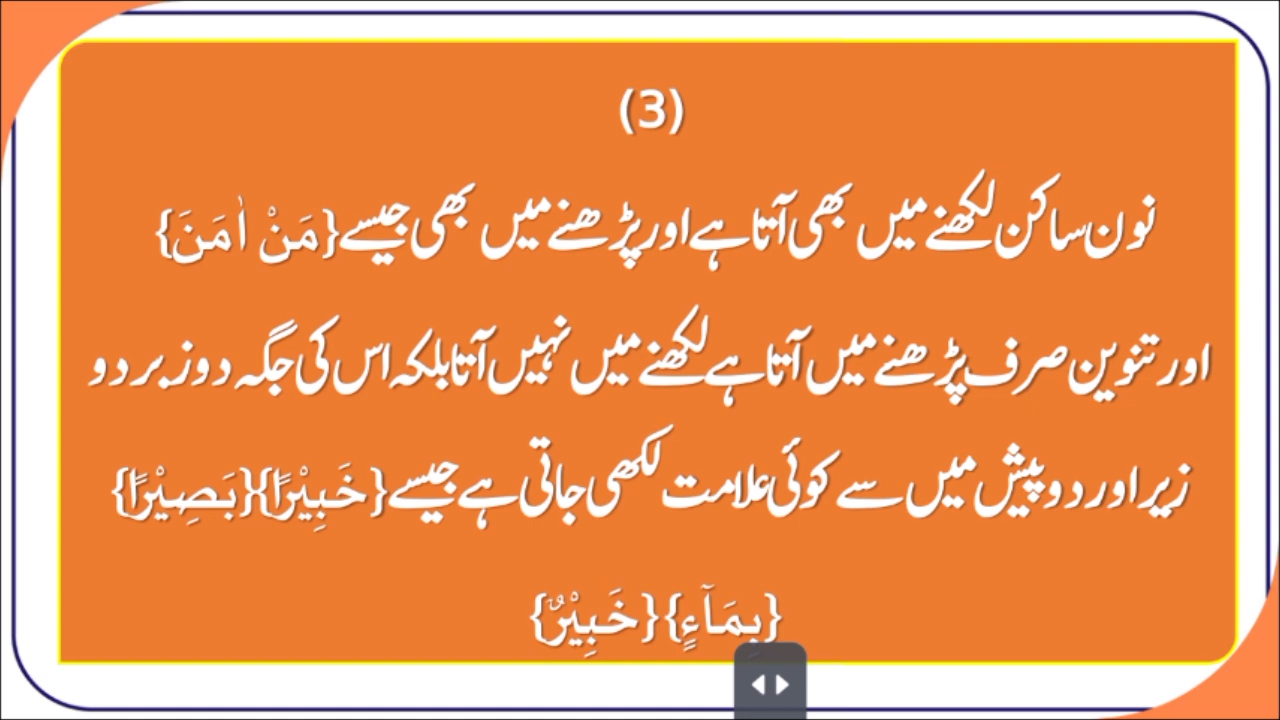 (3)
نون ساکن لکھنے میں بھی آتا ہے اور پڑھنے میں بھی جیسے {مَنْ اٰمَنَ}
اور تنوین صرف پڑھنے میں آتا ہے لکھنے میں نہیں آتا بلکہ اس کی جگہ دو زبر دو
زیر اور دو پیش میں سے کوئی علامت لکھی جاتی ہے جیسے {خَبِیْرًا}{بَصِیْرًا}
{بِمَآءٍ}{خَبِیْرٌ}